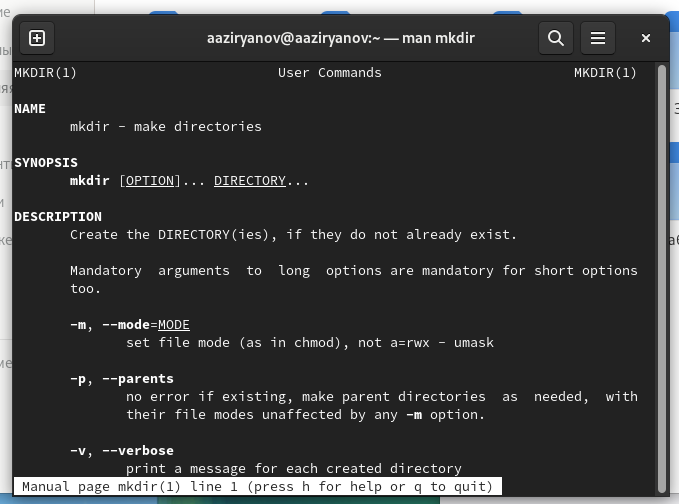 aaziryanov@aaziryanov:~ — man mkdir
MKDIR(1) User Commands MKDIR(1)
NAME
mkdir - make directories
SYNOPSIS
mkdir [OPTION]... DIRECTORY...
DESCRIPTION
Create the DIRECTORY(ies), if they do not already exist.
Mandatory arguments to long options are mandatory for short options
too.
-m, --mode=MODE
set file mode (as in chmod), not a=rwx - umask
-p, --parents
no error if existing, make parent directories as needed, with
their file modes unaffected by any -m option.
-v, --verbose
print a message for each created directory
Manual page mkdir(1) line 1 (press h for help or q to quit)